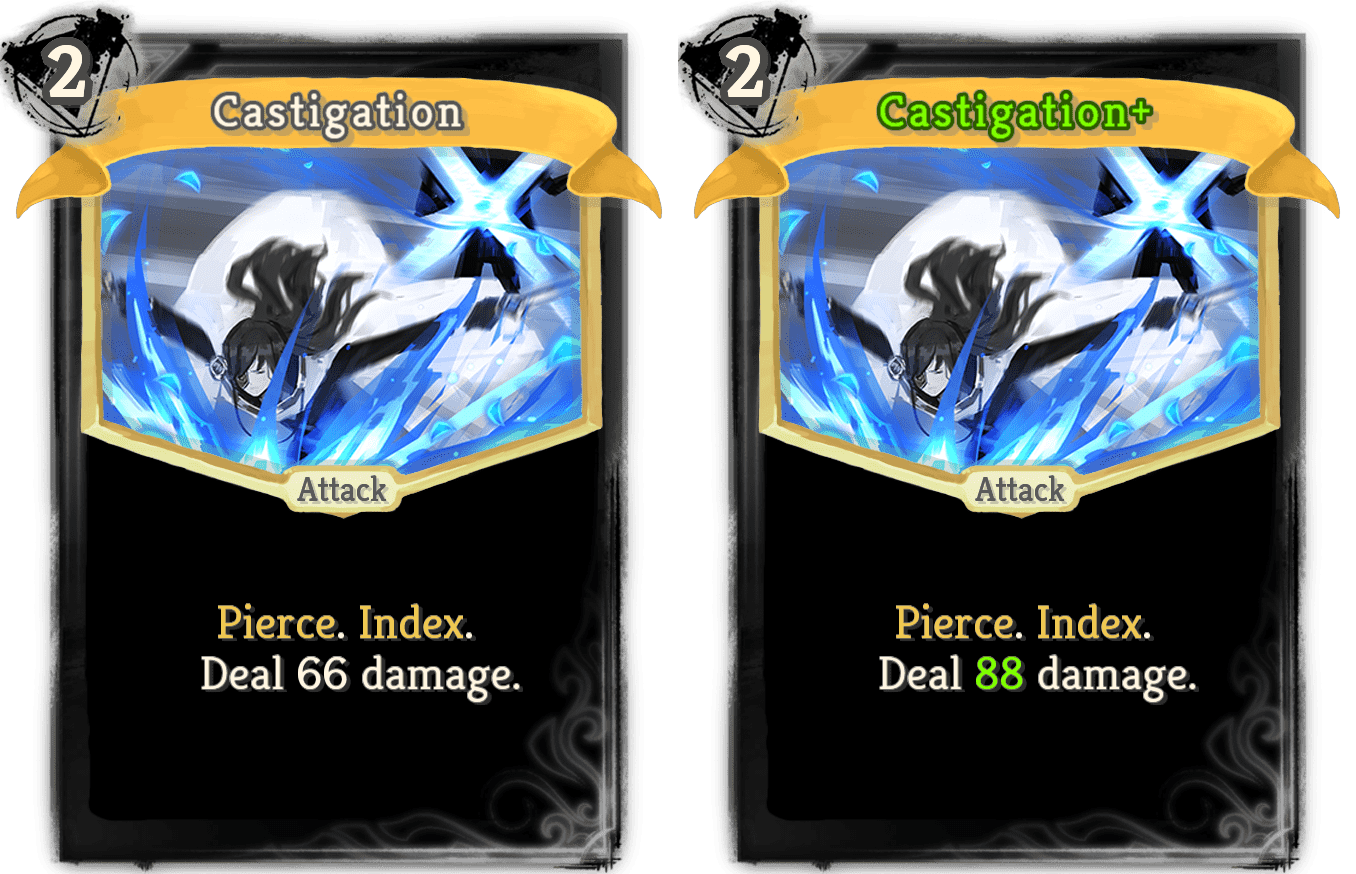 2
Castigation
Attack
Pierce. Index.
Deal 66 damage.
2
Castigation+
Attack
Pierce. Index.
Deal 88 damage.